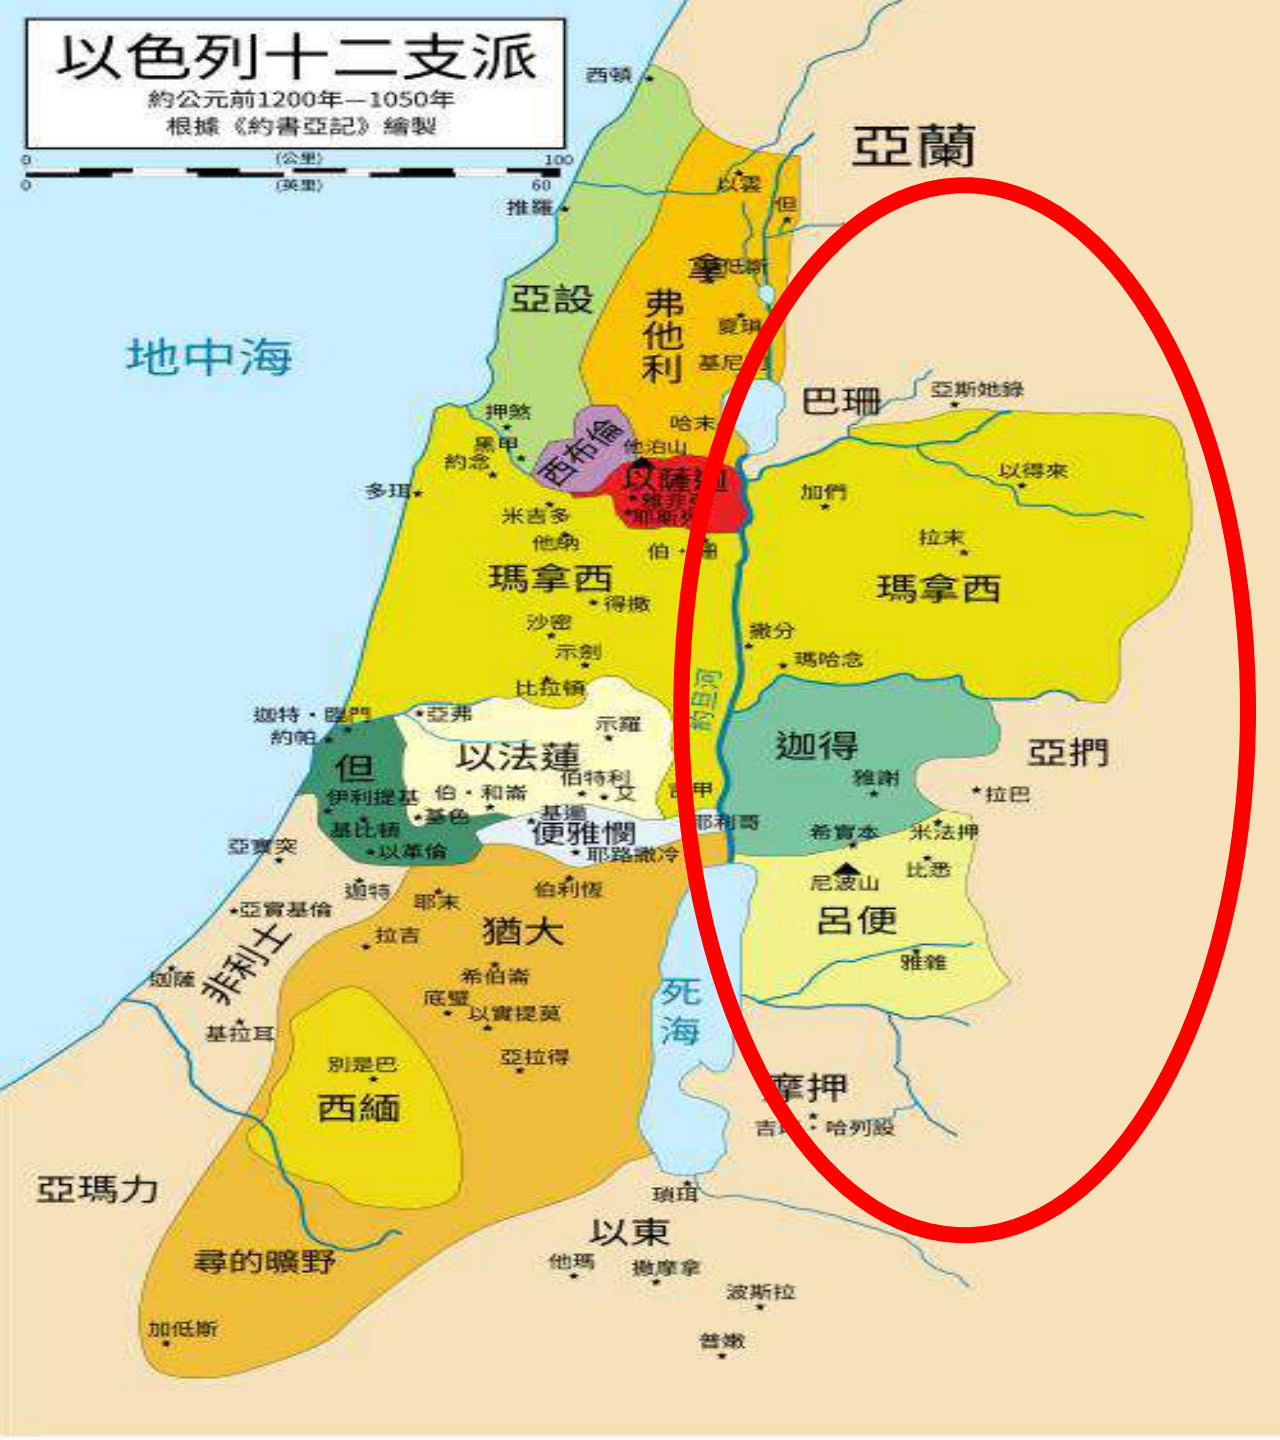 以色列十二支派
約公元前1200年—1050年
根據《約書亞記》繪製
0 (公里) 100
0 (英里) 60
西頓
亞蘭
以雲
但
推羅
拿
弗
他
利
低斯
亞設
夏瑣
地中海
基尼
巴珊
亞斯她錄
押煞
哈末
西布倫
黑甲
他泊山
約念
以薩迦
以得來
多珥
加們
耶斯列
米吉多
他納
拉末
伯·珊
瑪拿西
瑪拿西
得撒
沙密
撒分
示劍
瑪哈念
比拉頓
約旦河
迦特·臨門
亞弗
示羅
約帕
以法蓮
迦得
亞捫
但
伯特利
雅謝
伊利提基
伯·和崙
艾
吉甲
拉巴
基色
基遍
耶利哥
基比頓
便雅憫
希實本
米法押
亞實突
以革倫
耶路撒冷
比悉
尼波山
迦特
耶末
伯利恆
亞實基倫
呂便
拉吉
猶大
非利士
雅雜
迦薩
希伯崙
底璧
死
海
以實提莫
基拉耳
亞拉得
別是巴
摩押
西緬
吉珥·哈列設
亞瑪力
瑣珥
以東
尋的曠野
他瑪
撒摩拿
波斯拉
加低斯
普嫩